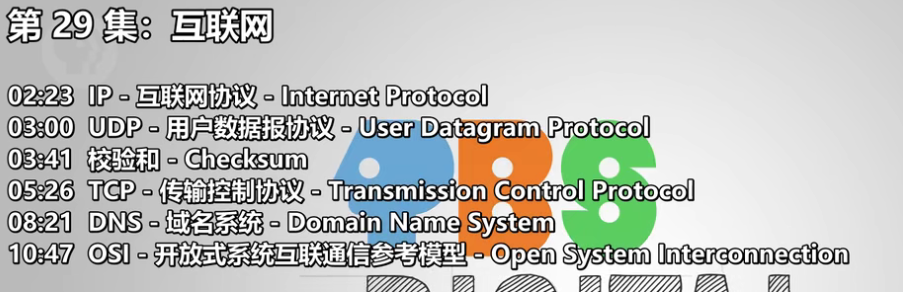 第 29 集：互联网
02:23 IP - 互联网协议 - Internet Protocol
03:00 UDP - 用户数据报协议 - User Datagram Protocol
03:41 校验和 - Checksum
05:26 TCP - 传输控制协议 - Transmission Control Protocol
08:21 DNS - 域名系统 - Domain Name System
10:47 OSI - 开放式系统互联通信参考模型 - Open System Interconnection
PBS
DIGITAL